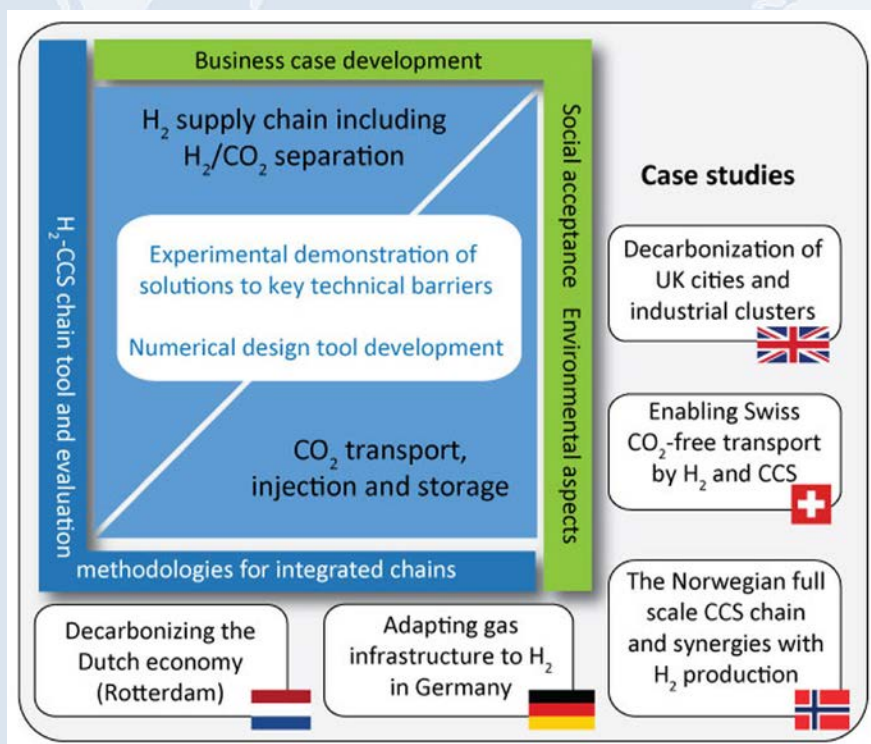 Business case development
H₂ supply chain including
H₂/CO₂ separation
Experimental demonstration of
solutions to key technical barriers
Numerical design tool development
CO₂ transport,
injection and storage
H₂-CCS chain tool and evaluation
methodologies for integrated chains
Social acceptance Environmental aspects
Case studies
Decarbonization of
UK cities and
industrial clusters
Enabling Swiss
CO₂-free transport
by H₂ and CCS
The Norwegian full
scale CCS chain
and synergies with
H₂ production
Decarbonizing the
Dutch economy
(Rotterdam)
Adapting gas
infrastructure to H₂
in Germany